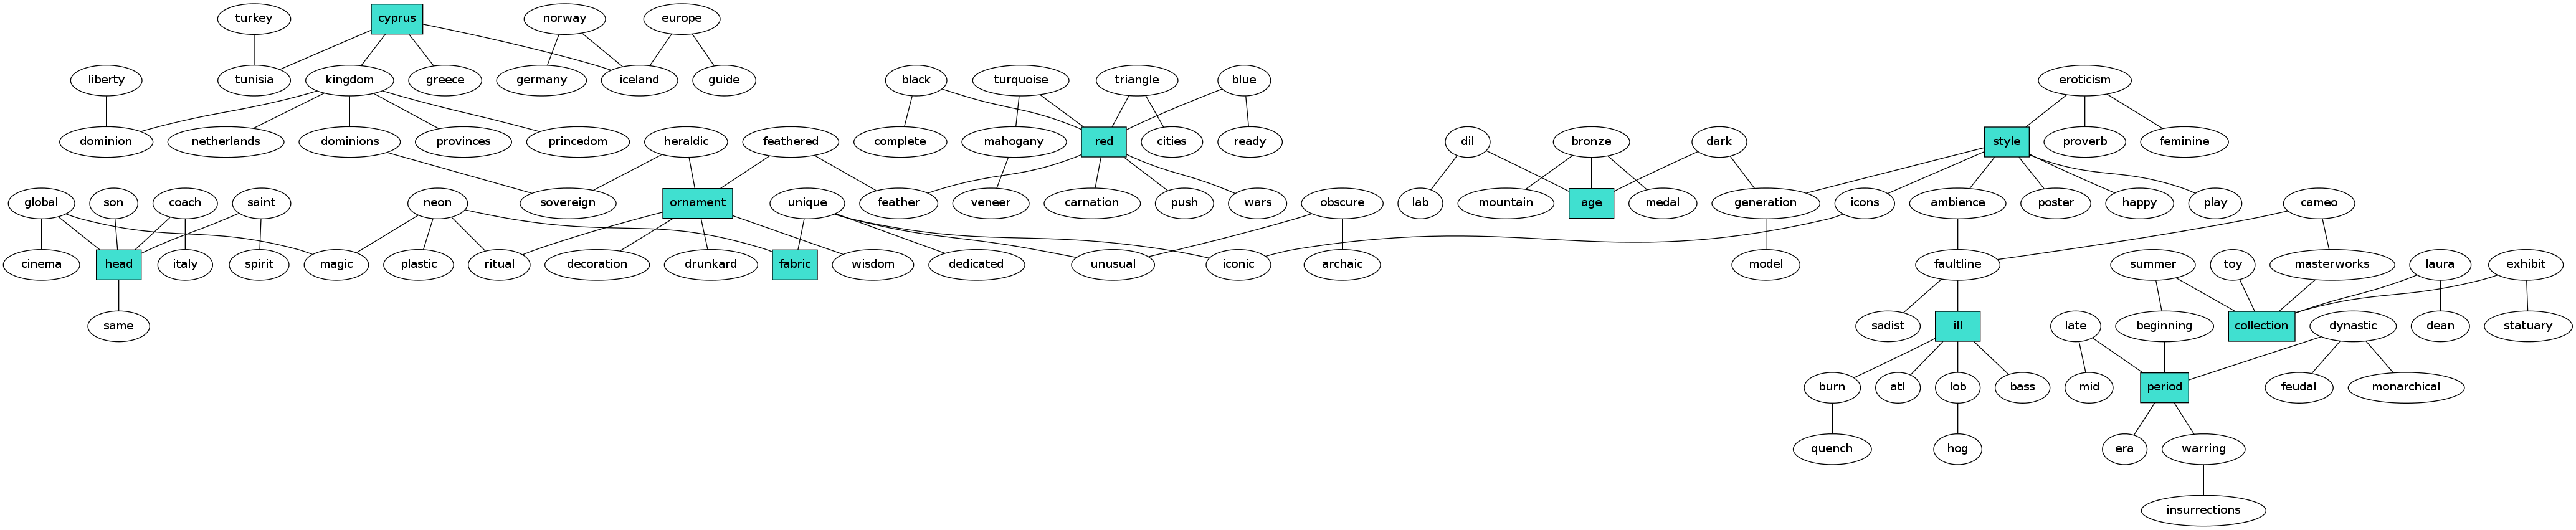 turkey cyprus norway europe
liberty tunisia kingdom greece germany iceland guide black turquoise triangle blue eroticism
dominion netherlands dominions provinces princedom heraldic feathered complete mahogany red cities ready dil bronze dark style proverb feminine
global son coach saint neon sovereign ornament unique feather veneer carnation push wars obscure lab mountain age medal generation icons ambience poster happy play cameo
cinema head italy spirit magic plastic ritual decoration drunkard fabric wisdom dedicated unusual iconic archaic model faultline summer toy masterworks laura exhibit
same sadist ill late beginning collection dynastic dean statuary
burn atl lob bass mid period feudal monarchical
quench hog era warring
insurrections